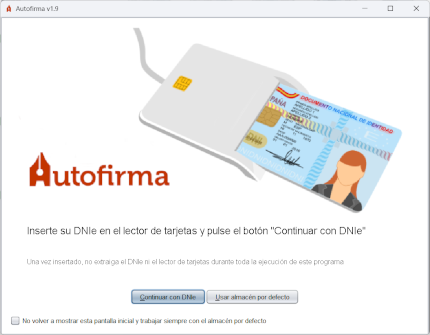 Autofirma v1.9
DOCUMENTO NACIONAL DE IDENTIDAD
Autofirma
Inserte su DNIe en el lector de tarjetas y pulse el botón "Continuar con DNIe"
Una vez insertado, no extraiga el DNIe ni el lector de tarjetas durante toda la ejecución de este programa
Continuar con DNIe
Usar almacén por defecto
No volver a mostrar esta pantalla inicial y trabajar siempre con el almacén por defecto